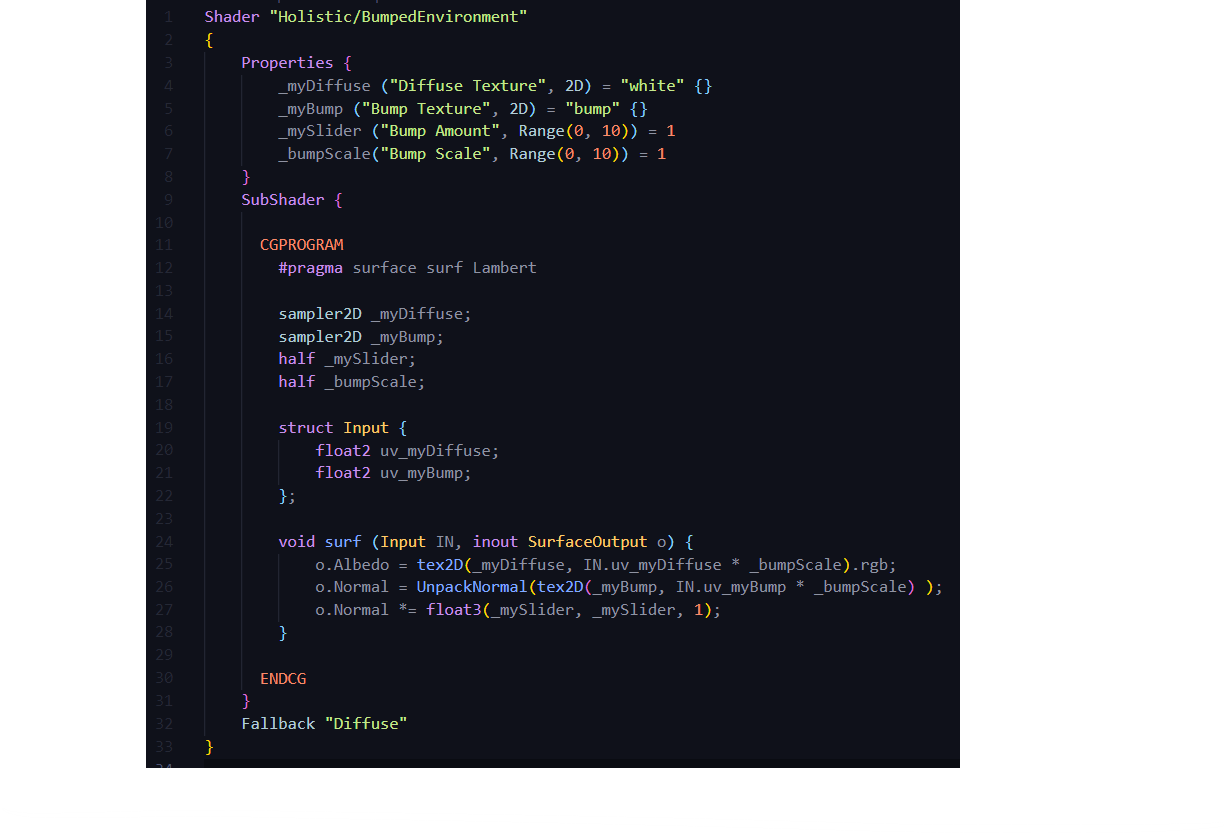 1 Shader "Holistic/BumpedEnvironment"
2 {
3 Properties {
4 _myDiffuse ("Diffuse Texture", 2D) = "white" {}
5 _myBump ("Bump Texture", 2D) = "bump" {}
6 _mySlider ("Bump Amount", Range(0, 10)) = 1
7 _bumpScale("Bump Scale", Range(0, 10)) = 1
8 }
9 SubShader {
10
11 CGPROGRAM
12 #pragma surface surf Lambert
13
14 sampler2D _myDiffuse;
15 sampler2D _myBump;
16 half _mySlider;
17 half _bumpScale;
18
19 struct Input {
20 float2 uv_myDiffuse;
21 float2 uv_myBump;
22 };
23
24 void surf (Input IN, inout SurfaceOutput o) {
25 o.Albedo = tex2D(_myDiffuse, IN.uv_myDiffuse * _bumpScale).rgb;
26 o.Normal = UnpackNormal(tex2D(_myBump, IN.uv_myBump * _bumpScale) );
27 o.Normal *= float3(_mySlider, _mySlider, 1);
28 }
29
30 ENDCG
31 }
32 Fallback "Diffuse"
33 }